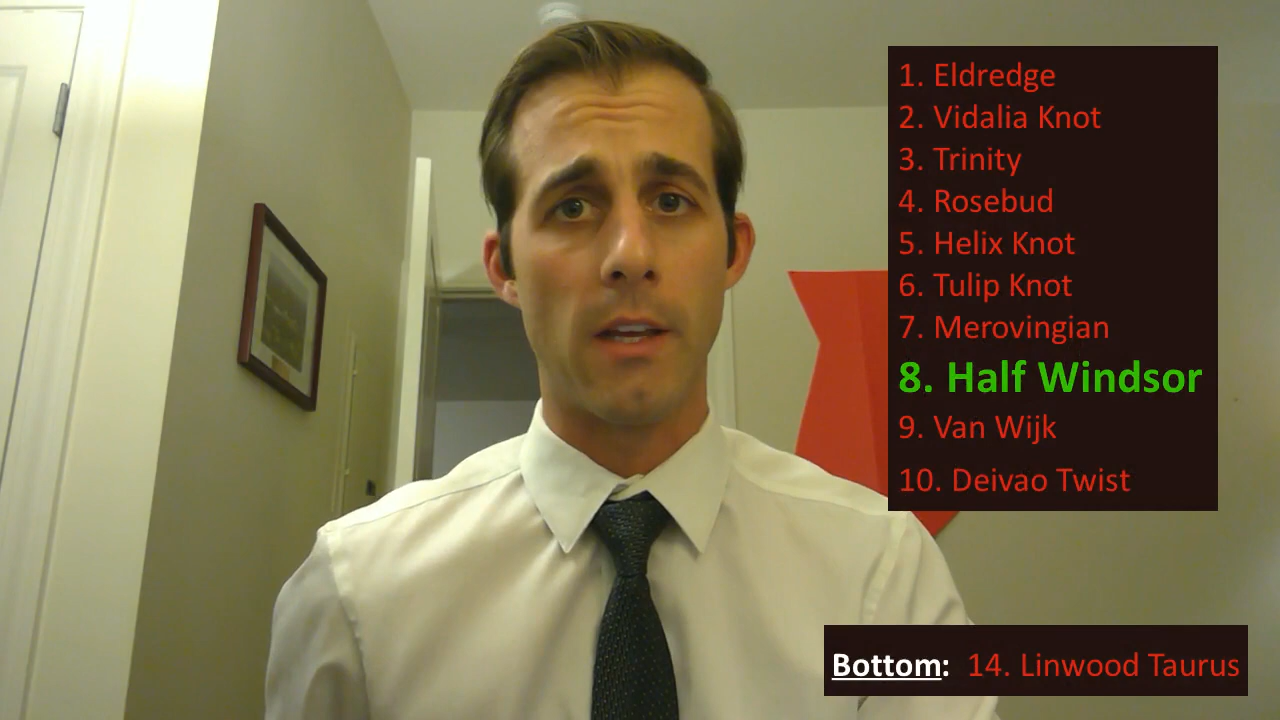 1. Eldredge
2. Vidalia Knot
3. Trinity
4. Rosebud
5. Helix Knot
6. Tulip Knot
7. Merovingian
8. Half Windsor
9. Van Wijk
10. Deivao Twist
Bottom: 14. Linwood Taurus